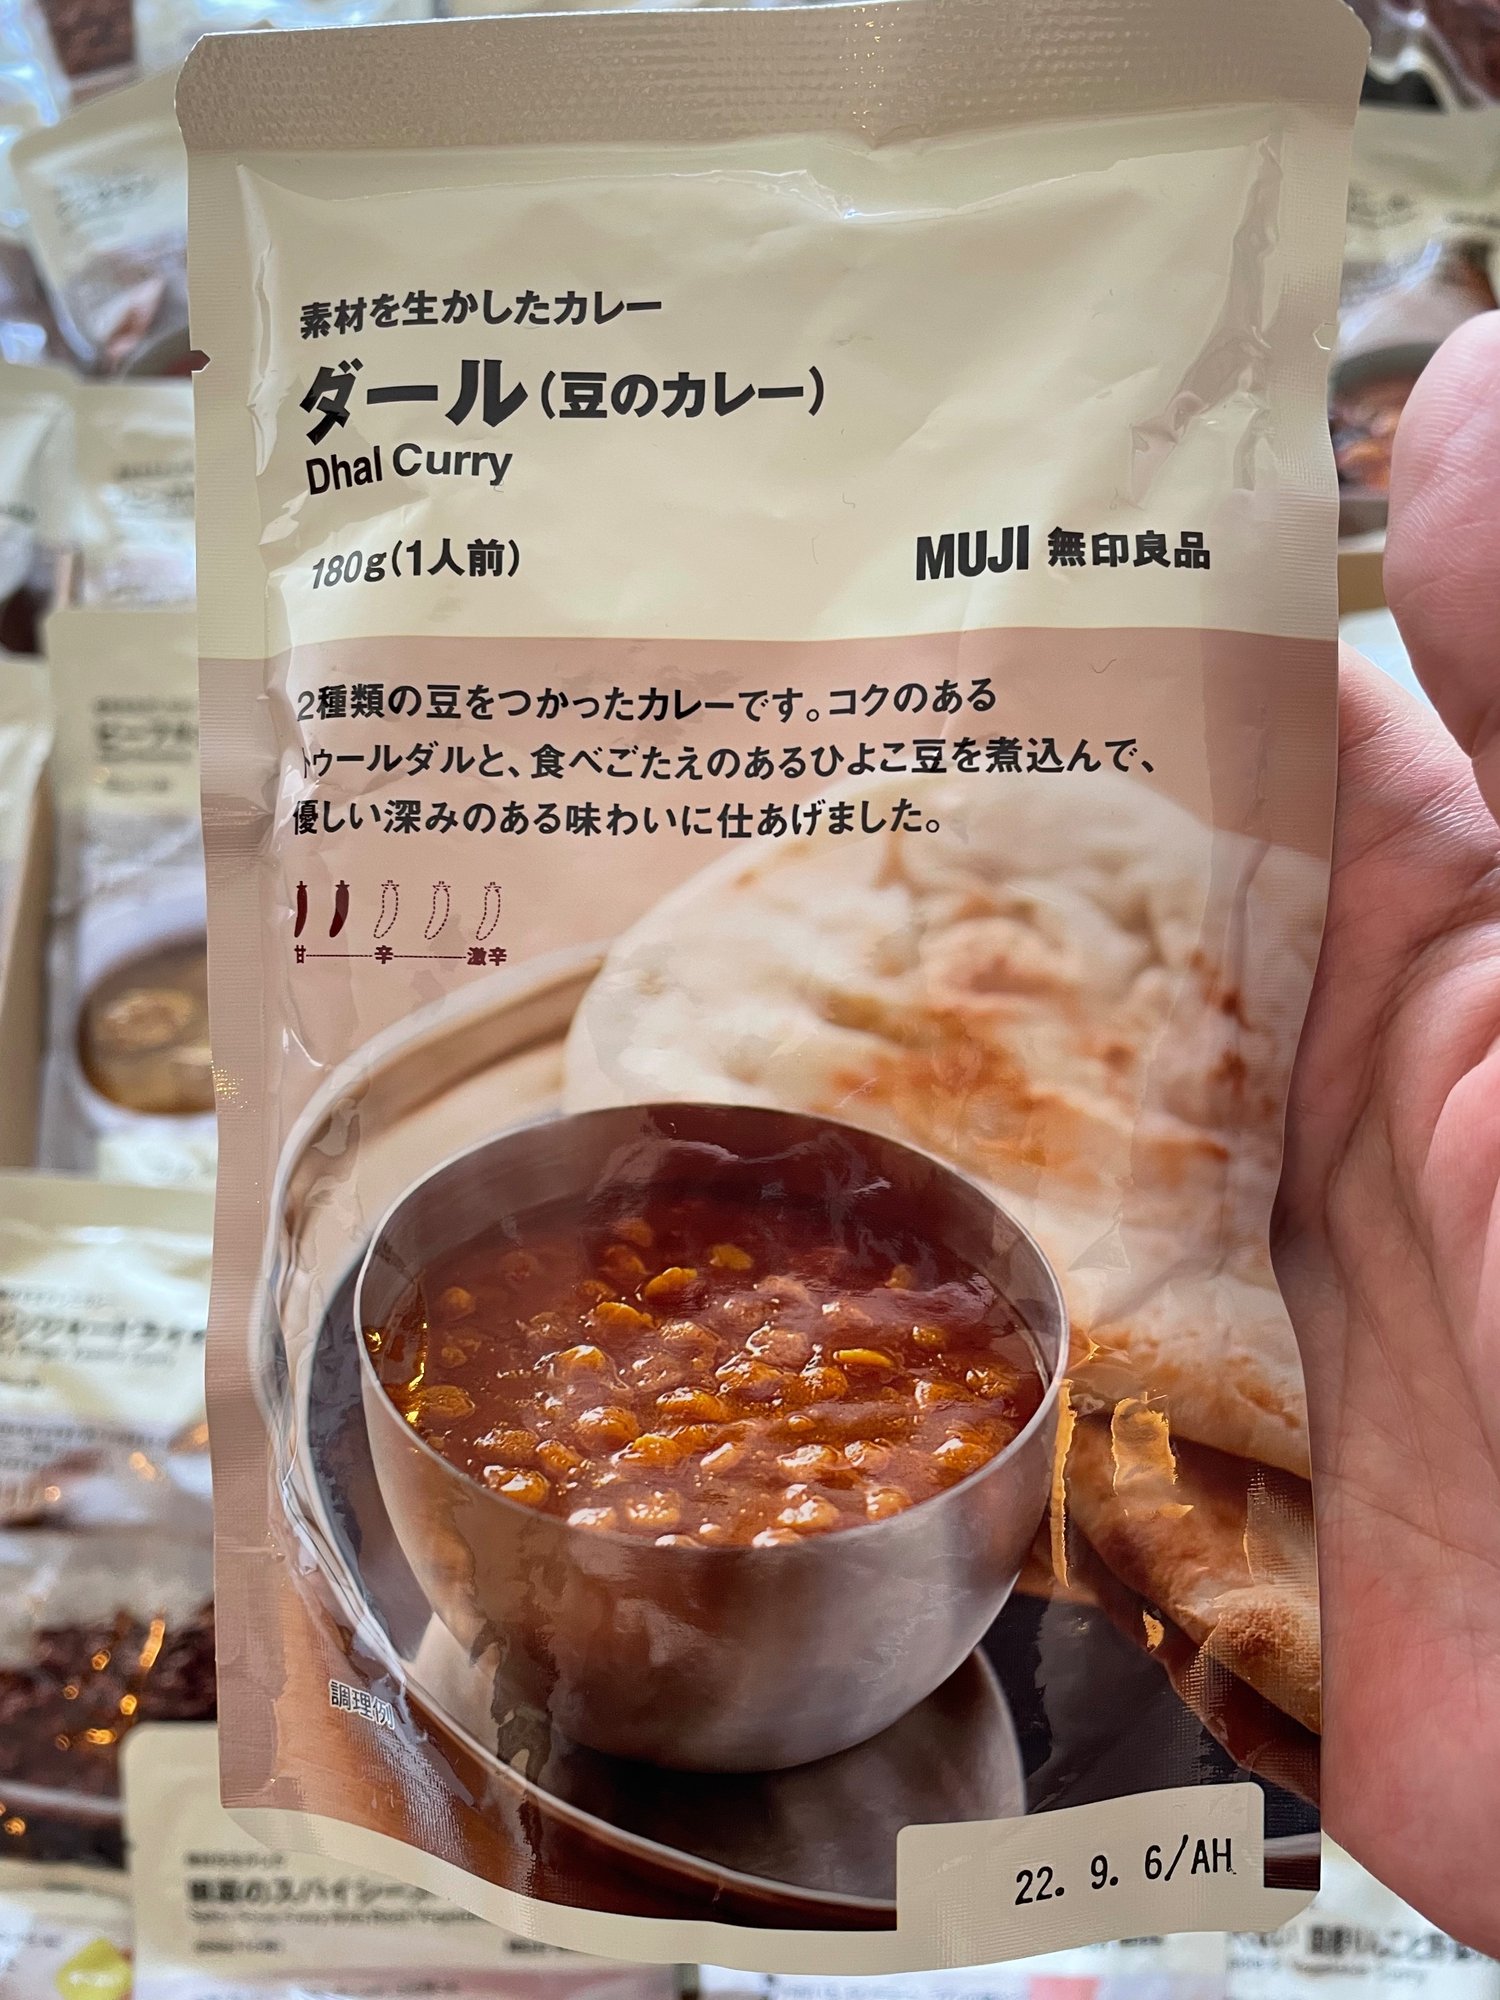 素材を生かしたカレー
ダール（豆のカレー）
Dhal Curry
180g（1人前）
MUJI 無印良品
2種類の豆をつかったカレーです。コクのある
トゥールダルと、食べごたえのあるひよこ豆を煮込んで、
優しい深みのある味わいに仕あげました。
甘 辛 激辛
調理例
22. 9. 6/AH